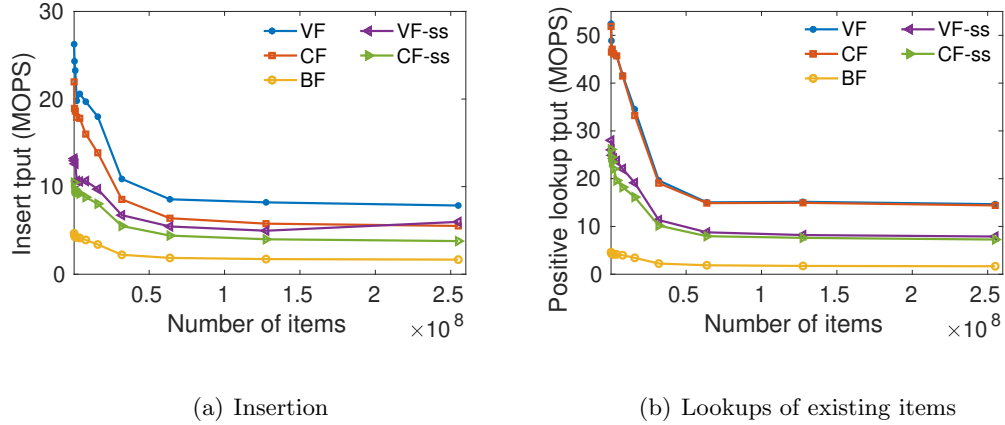 30
20
10
0
Insert tput (MOPS)
VF
CF
BF
VF-ss
CF-ss
0.5
1
1.5
2
2.5
×10^8
Number of items
(a) Insertion
50
40
30
20
10
0
Positive lookup tput (MOPS)
VF
CF
BF
VF-ss
CF-ss
0.5
1
1.5
2
2.5
×10^8
Number of items
(b) Lookups of existing items